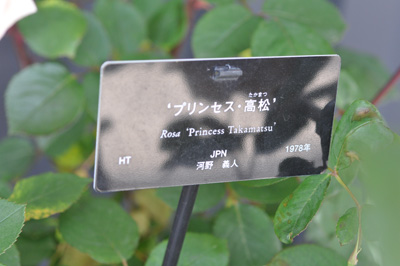 たかまつ
'プリンセス・高松'
Rosa 'Princess Takamatsu'
HT JPN 1978年
河野 義人